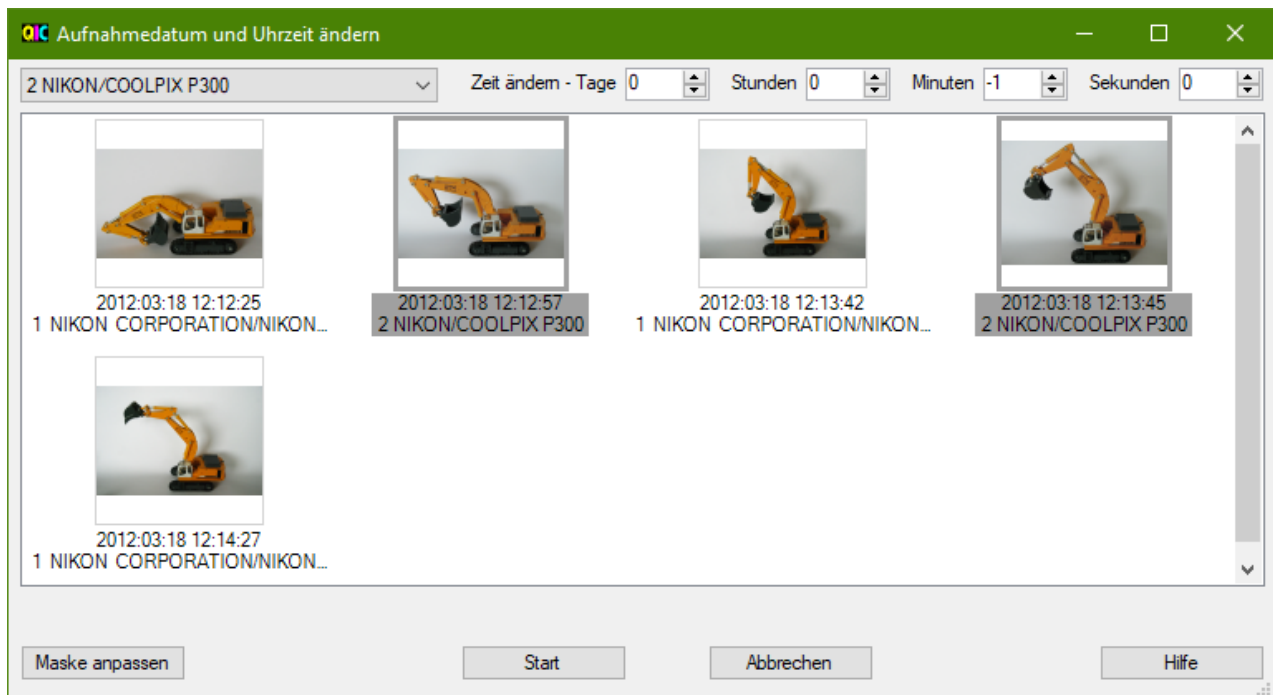 QIC Aufnahmedatum und Uhrzeit ändern
2 NIKON/COOLPIX P300 Zeit ändern - Tage 0 Stunden 0 Minuten -1 Sekunden 0
2012:03:18 12:12:25 2012:03:18 12:12:57 2012:03:18 12:13:42 2012:03:18 12:13:45
1 NIKON CORPORATION/NIKON... 2 NIKON/COOLPIX P300 1 NIKON CORPORATION/NIKON... 2 NIKON/COOLPIX P300
2012:03:18 12:14:27
1 NIKON CORPORATION/NIKON...
Maske anpassen Start Abbrechen Hilfe